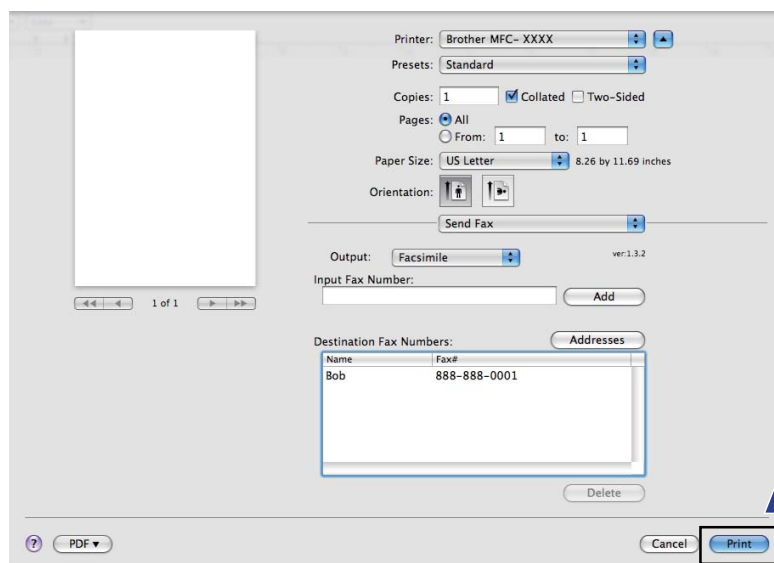 Printer: Brother MFC- XXXX
Presets: Standard
Copies: 1 Collated Two-Sided
Pages: All
From: 1 to: 1
Paper Size: US Letter 8.26 by 11.69 inches
Orientation:
Send Fax
Output: Facsimile ver:1.3.2
Input Fax Number:
Add
1 of 1
Destination Fax Numbers: Addresses
Name Fax#
Bob 888-888-0001
Delete
? PDF▼ Cancel Print